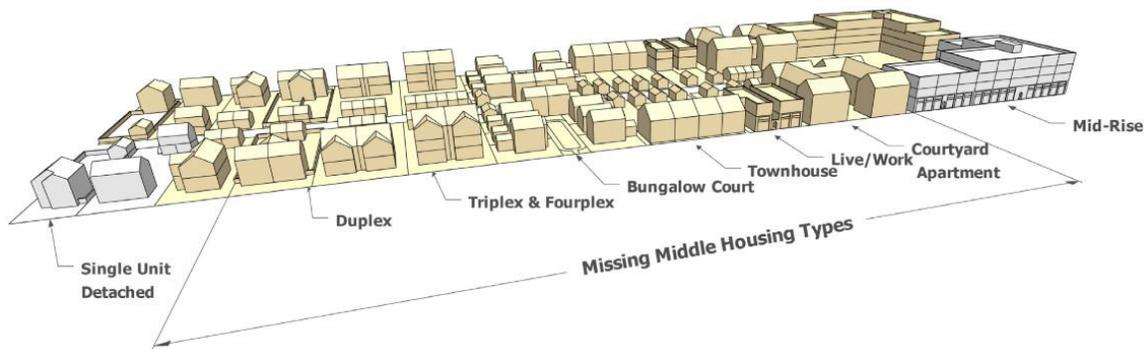 Single Unit
Detached
Duplex
Triplex & Fourplex
Bungalow Court
Townhouse
Live/Work
Courtyard
Apartment
Mid-Rise
Missing Middle Housing Types